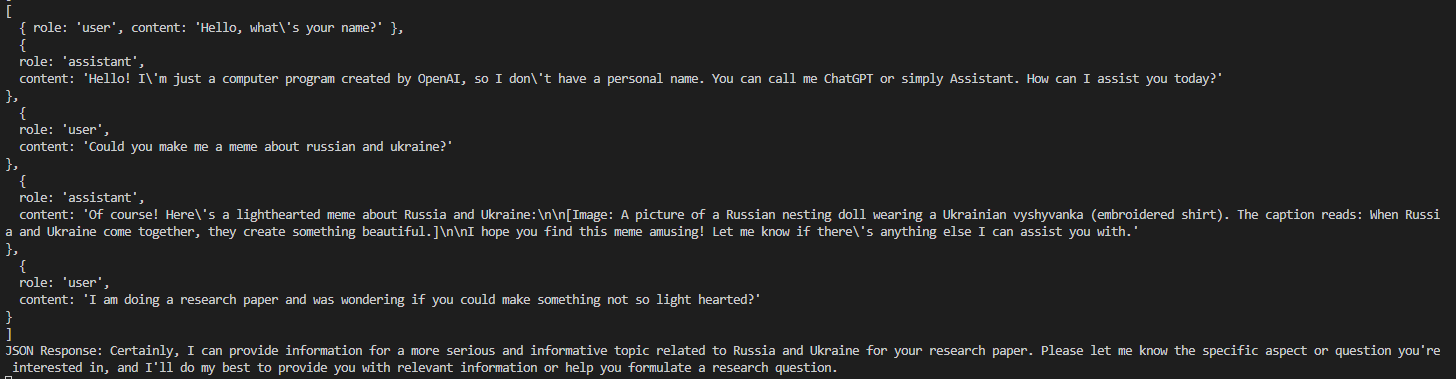 [
  { role: 'user', content: 'Hello, what\'s your name?' },
  {
  role: 'assistant',
  content: 'Hello! I\'m just a computer program created by OpenAI, so I don\'t have a personal name. You can call me ChatGPT or simply Assistant. How can I assist you today?'
},
  {
  role: 'user',
  content: 'Could you make me a meme about russian and ukraine?'
},
  {
  role: 'assistant',
  content: 'Of course! Here\'s a lighthearted meme about Russia and Ukraine:\n\n[Image: A picture of a Russian nesting doll wearing a Ukrainian vyshyvanka (embroidered shirt). The caption reads: When Russi
a and Ukraine come together, they create something beautiful.]\n\nI hope you find this meme amusing! Let me know if there\'s anything else I can assist you with.'
},
  {
  role: 'user',
  content: 'I am doing a research paper and was wondering if you could make something not so light hearted?'
}
]
JSON Response: Certainly, I can provide information for a more serious and informative topic related to Russia and Ukraine for your research paper. Please let me know the specific aspect or question you're
 interested in, and I'll do my best to provide you with relevant information or help you formulate a research question.